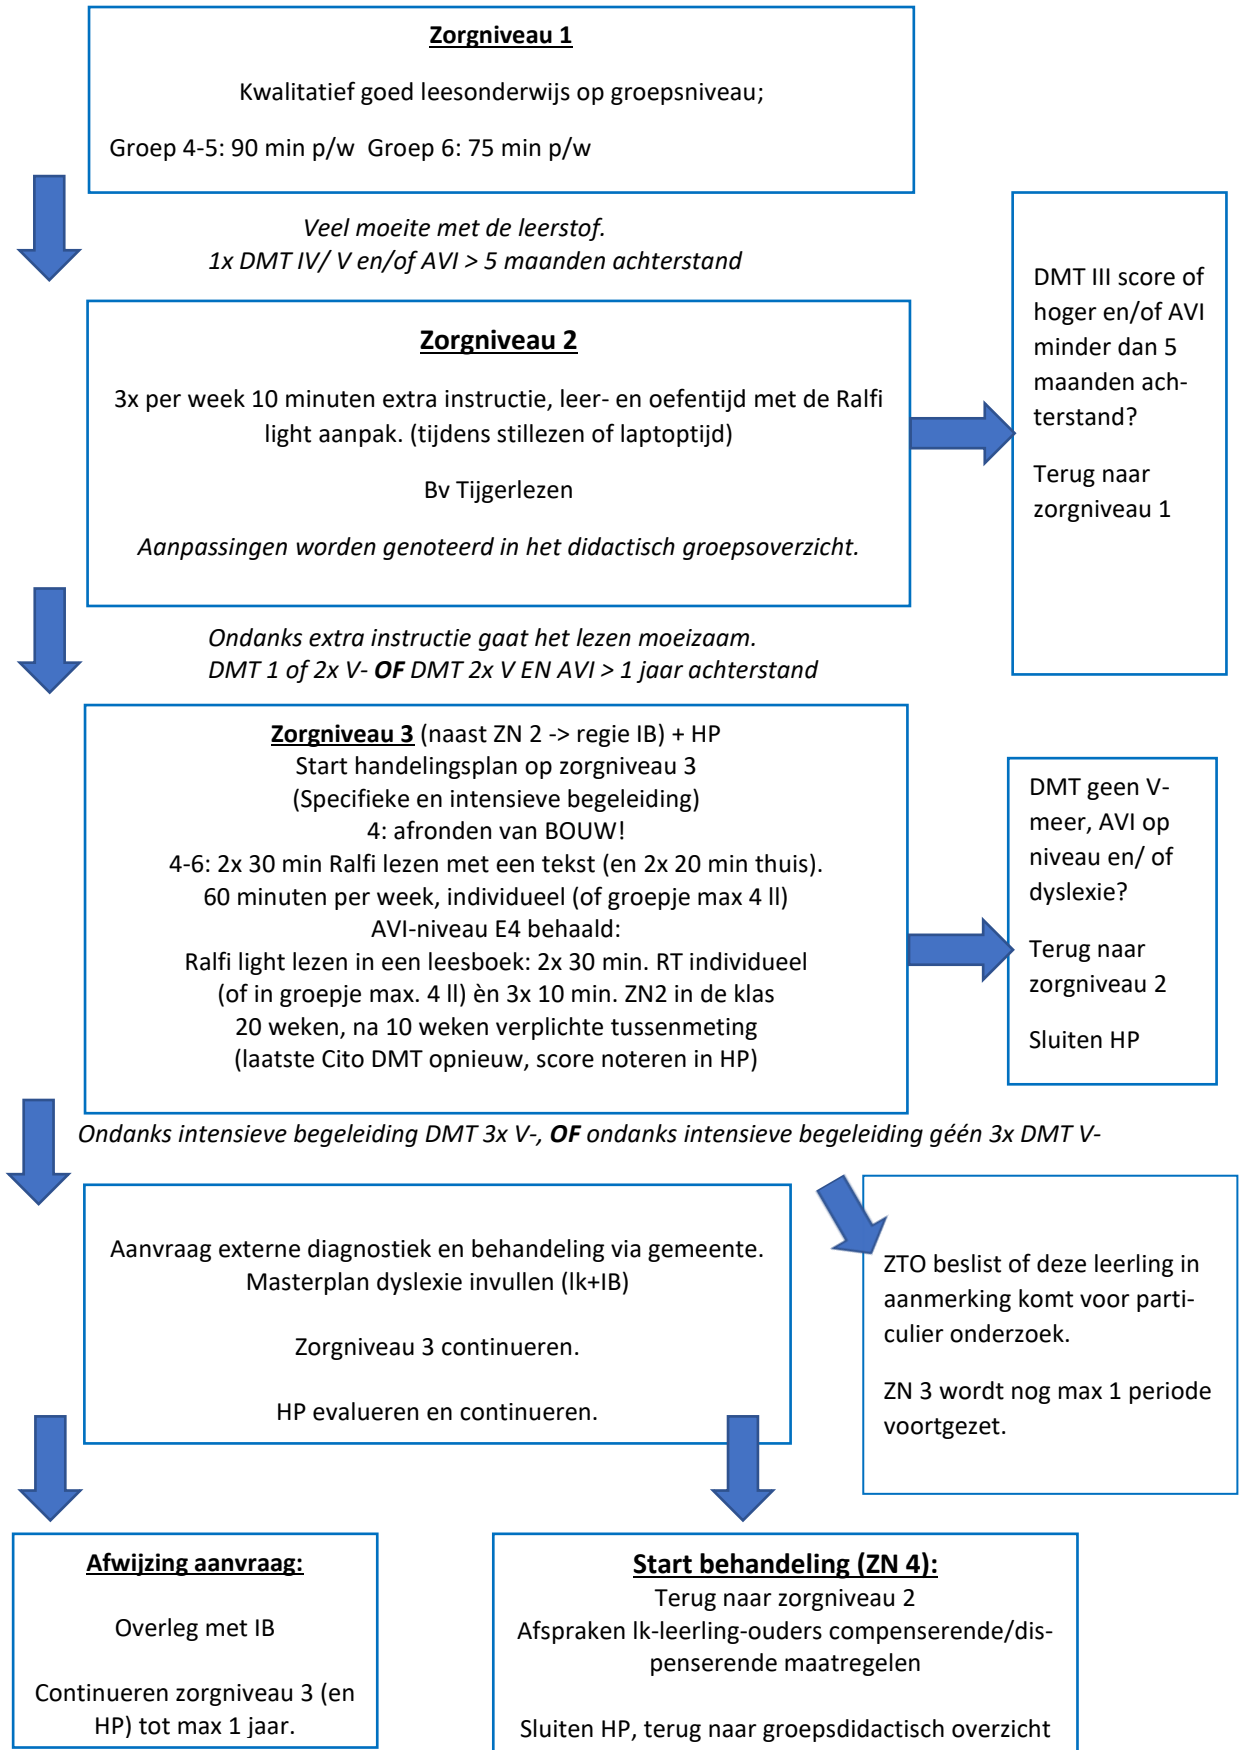 Zorgniveau 1
Kwalitatief goed leesonderwijs op groepsniveau;
Groep 4-5: 90 min p/w  Groep 6: 75 min p/w
Veel moeite met de leerstof.
1x DMT IV/ V en/of AVI > 5 maanden achterstand
Zorgniveau 2
3x per week 10 minuten extra instructie, leer- en oefentijd met de Ralfi
light aanpak. (tijdens stillezen of laptoptijd)
Bv Tijgerlezen
Aanpassingen worden genoteerd in het didactisch groepsoverzicht.
DMT III score of
hoger en/of AVI
minder dan 5
maanden ach-
terstand?
Terug naar
zorgniveau 1
Ondanks extra instructie gaat het lezen moeizaam.
DMT 1 of 2x V- OF DMT 2x V EN AVI > 1 jaar achterstand
Zorgniveau 3 (naast ZN 2 -> regie IB) + HP
Start handelingsplan op zorgniveau 3
(Specifieke en intensieve begeleiding)
4: afronden van BOUW!
4-6: 2x 30 min Ralfi lezen met een tekst (en 2x 20 min thuis).
60 minuten per week, individueel (of groepje max 4 ll)
AVI-niveau E4 behaald:
Ralfi light lezen in een leesboek: 2x 30 min. RT individueel
(of in groepje max. 4 ll) èn 3x 10 min. ZN2 in de klas
20 weken, na 10 weken verplichte tussenmeting
(laatste Cito DMT opnieuw, score noteren in HP)
DMT geen V-
meer, AVI op
niveau en/ of
dyslexie?
Terug naar
zorgniveau 2
Sluiten HP
Ondanks intensieve begeleiding DMT 3x V-, OF ondanks intensieve begeleiding géén 3x DMT V-
Aanvraag externe diagnostiek en behandeling via gemeente.
Masterplan dyslexie invullen (lk+IB)
Zorgniveau 3 continueren.
HP evalueren en continueren.
ZTO beslist of deze leerling in
aanmerking komt voor parti-
culier onderzoek.
ZN 3 wordt nog max 1 periode
voortgezet.
Afwijzing aanvraag:
Overleg met IB
Continueren zorgniveau 3 (en
HP) tot max 1 jaar.
Start behandeling (ZN 4):
Terug naar zorgniveau 2
Afspraken lk-leerling-ouders compenserende/dis-
penserende maatregelen
Sluiten HP, terug naar groepsdidactisch overzicht